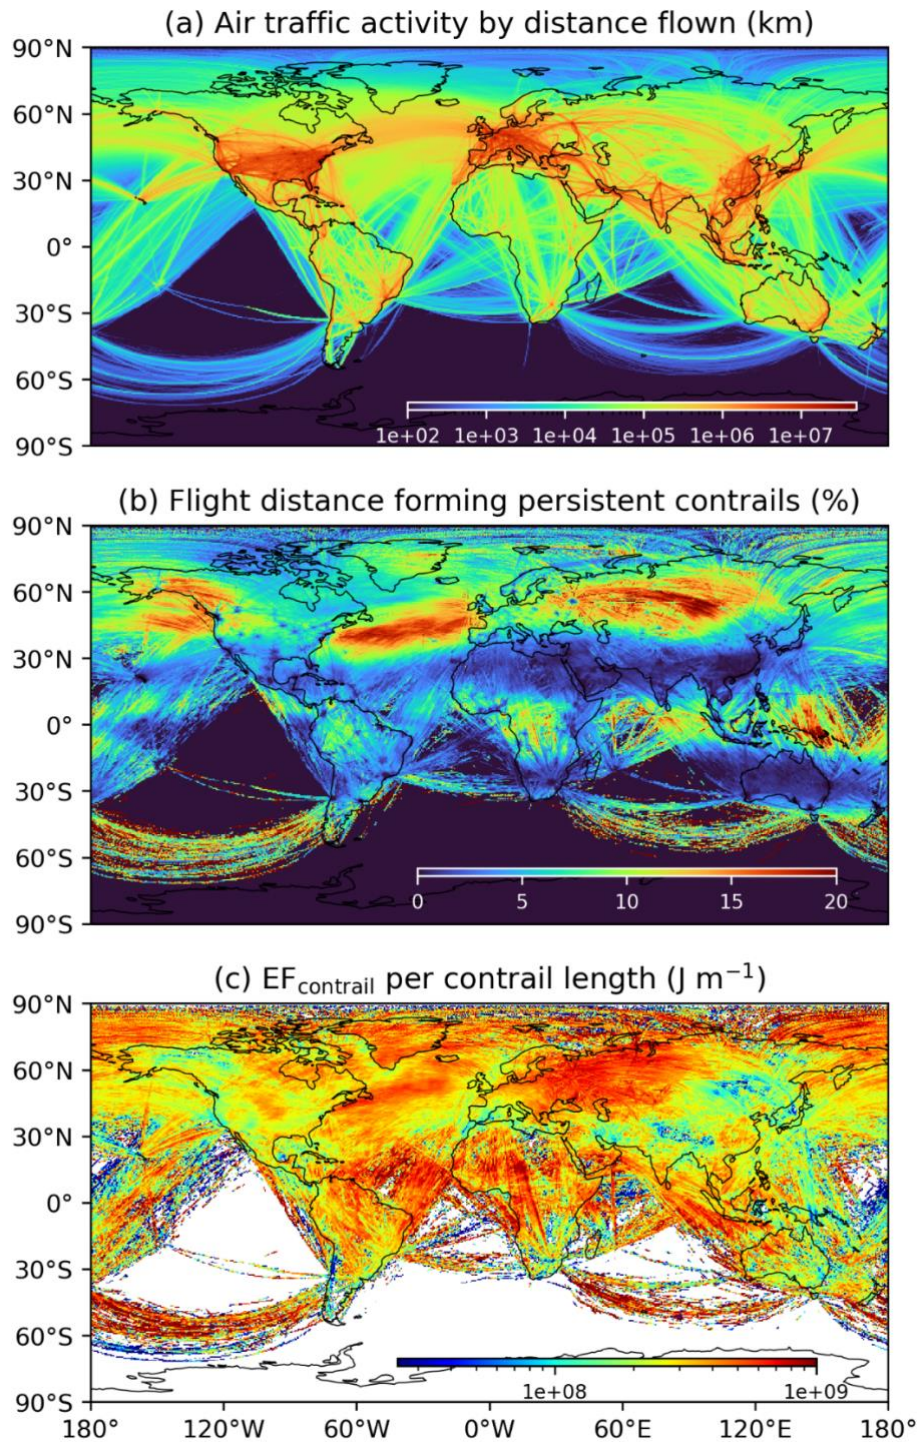 (a) Air traffic activity by distance flown (km)
90°N
60°N
30°N
0°
30°S
60°S
90°S
1e+02 1e+03 1e+04 1e+05 1e+06 1e+07
(b) Flight distance forming persistent contrails (%)
90°N
60°N
30°N
0°
30°S
60°S
90°S
0 5 10 15 20
(c) EFcontrail per contrail length (J m⁻¹)
90°N
60°N
30°N
0°
30°S
60°S
90°S
1e+08 1e+09
180° 120°W 60°W 0°W 60°E 120°E 180°